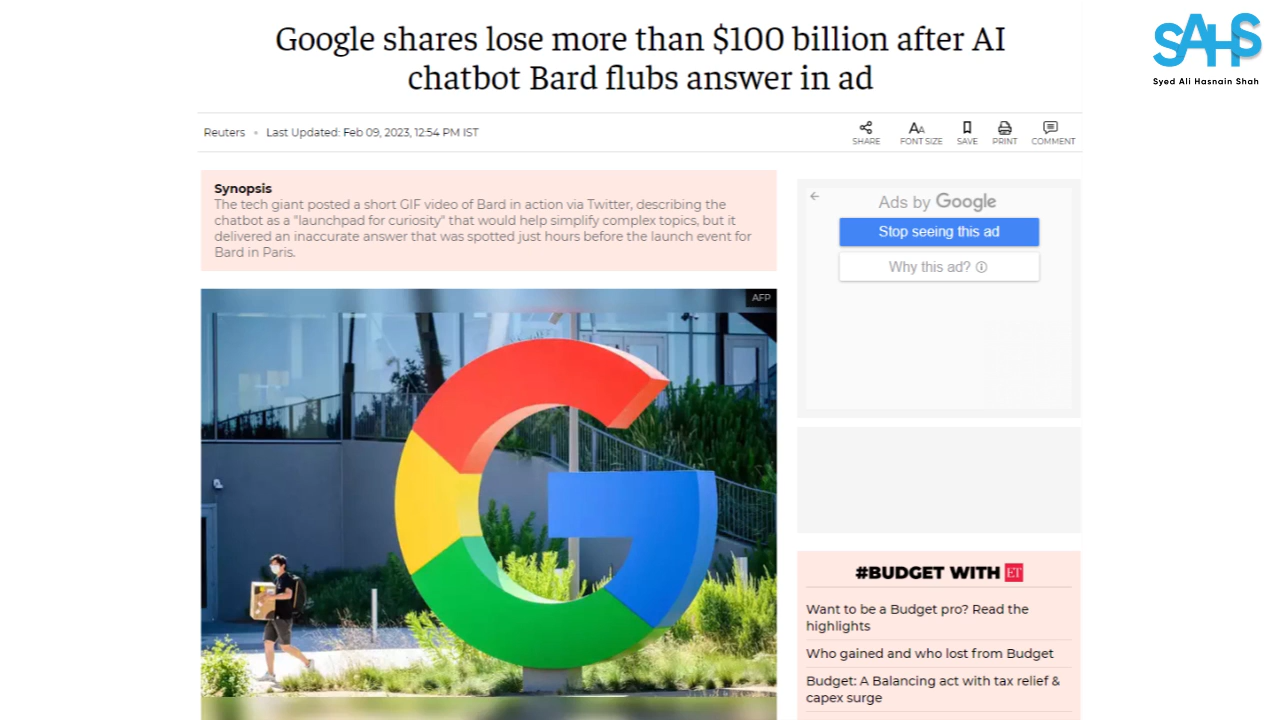 Google shares lose more than $100 billion after AI
chatbot Bard flubs answer in ad
SAHS
Syed Ali Hasnain Shah
Reuters • Last Updated: Feb 09, 2023, 12:54 PM IST
SHARE
AA
FONT SIZE
SAVE
PRINT
COMMENT
Synopsis
The tech giant posted a short GIF video of Bard in action via Twitter, describing the
chatbot as a "launchpad for curiosity" that would help simplify complex topics, but it
delivered an inaccurate answer that was spotted just hours before the launch event for
Bard in Paris.
AFP
G
Ads by Google
Stop seeing this ad
Why this ad?
#BUDGET WITH ET
Want to be a Budget pro? Read the
highlights
Who gained and who lost from Budget
Budget: A Balancing act with tax relief &
capex surge